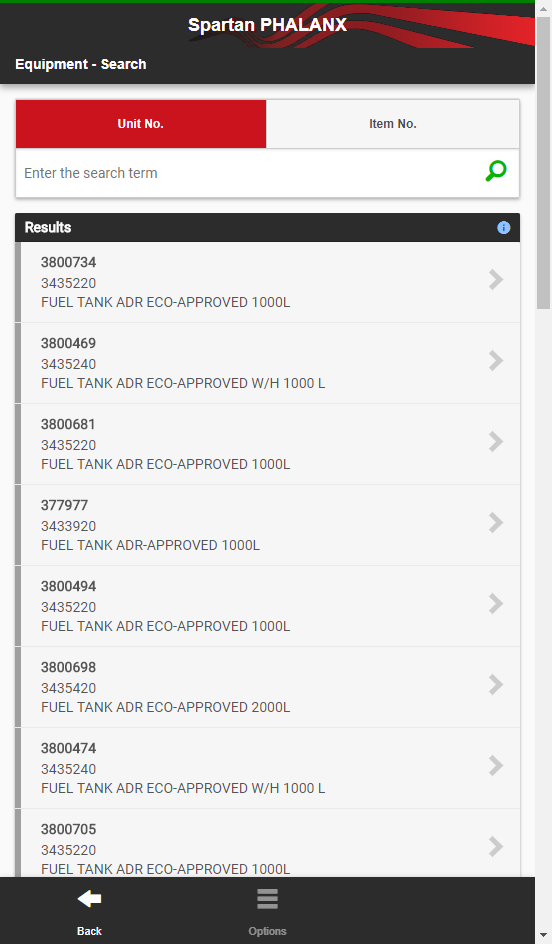 Spartan PHALANX
Equipment - Search
Unit No.
Item No.
Enter the search term
Results
3800734
3435220
FUEL TANK ADR ECO-APPROVED 1000L
3800469
3435240
FUEL TANK ADR ECO-APPROVED W/H 1000 L
3800681
3435220
FUEL TANK ADR ECO-APPROVED 1000L
377977
3433920
FUEL TANK ADR-APPROVED 1000L
3800494
3435220
FUEL TANK ADR ECO-APPROVED 1000L
3800698
3435420
FUEL TANK ADR ECO-APPROVED 2000L
3800474
3435240
FUEL TANK ADR ECO-APPROVED W/H 1000 L
3800705
3435220
FUEL TANK ADR ECO-APPROVED 1000L
Back
Options